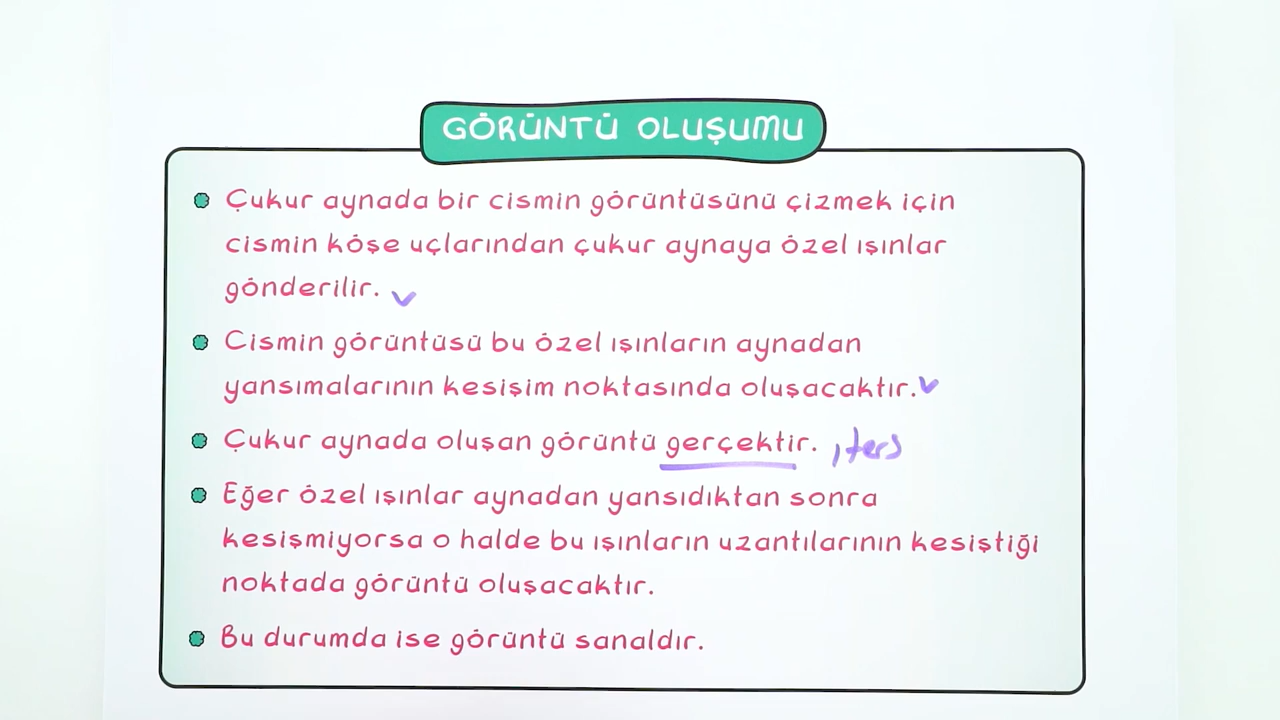 GÖRÜNTÜ OLUŞUMU
Çukur aynada bir cismin görüntüsünü çizmek için
cismin köşe uçlarından çukur aynaya özel ışınlar
gönderilir.
Cismin görüntüsü bu özel ışınların aynadan
yansımalarının kesişim noktasında oluşacaktır.
Çukur aynada oluşan görüntü gerçektir. , ters
Eğer özel ışınlar aynadan yansıdıktan sonra
kesişmiyorsa o halde bu ışınların uzantılarının kesiştiği
noktada görüntü oluşacaktır.
Bu durumda ise görüntü sanaldır.